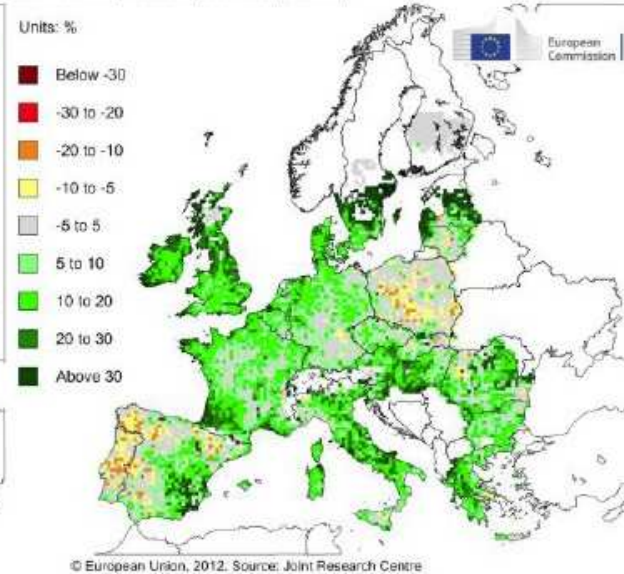 Units: %
European
Commission
Below -30
-30 to -20
-20 to -10
-10 to -5
-5 to 5
5 to 10
10 to 20
20 to 30
Above 30
© European Union, 2012. Source: Joint Research Centre